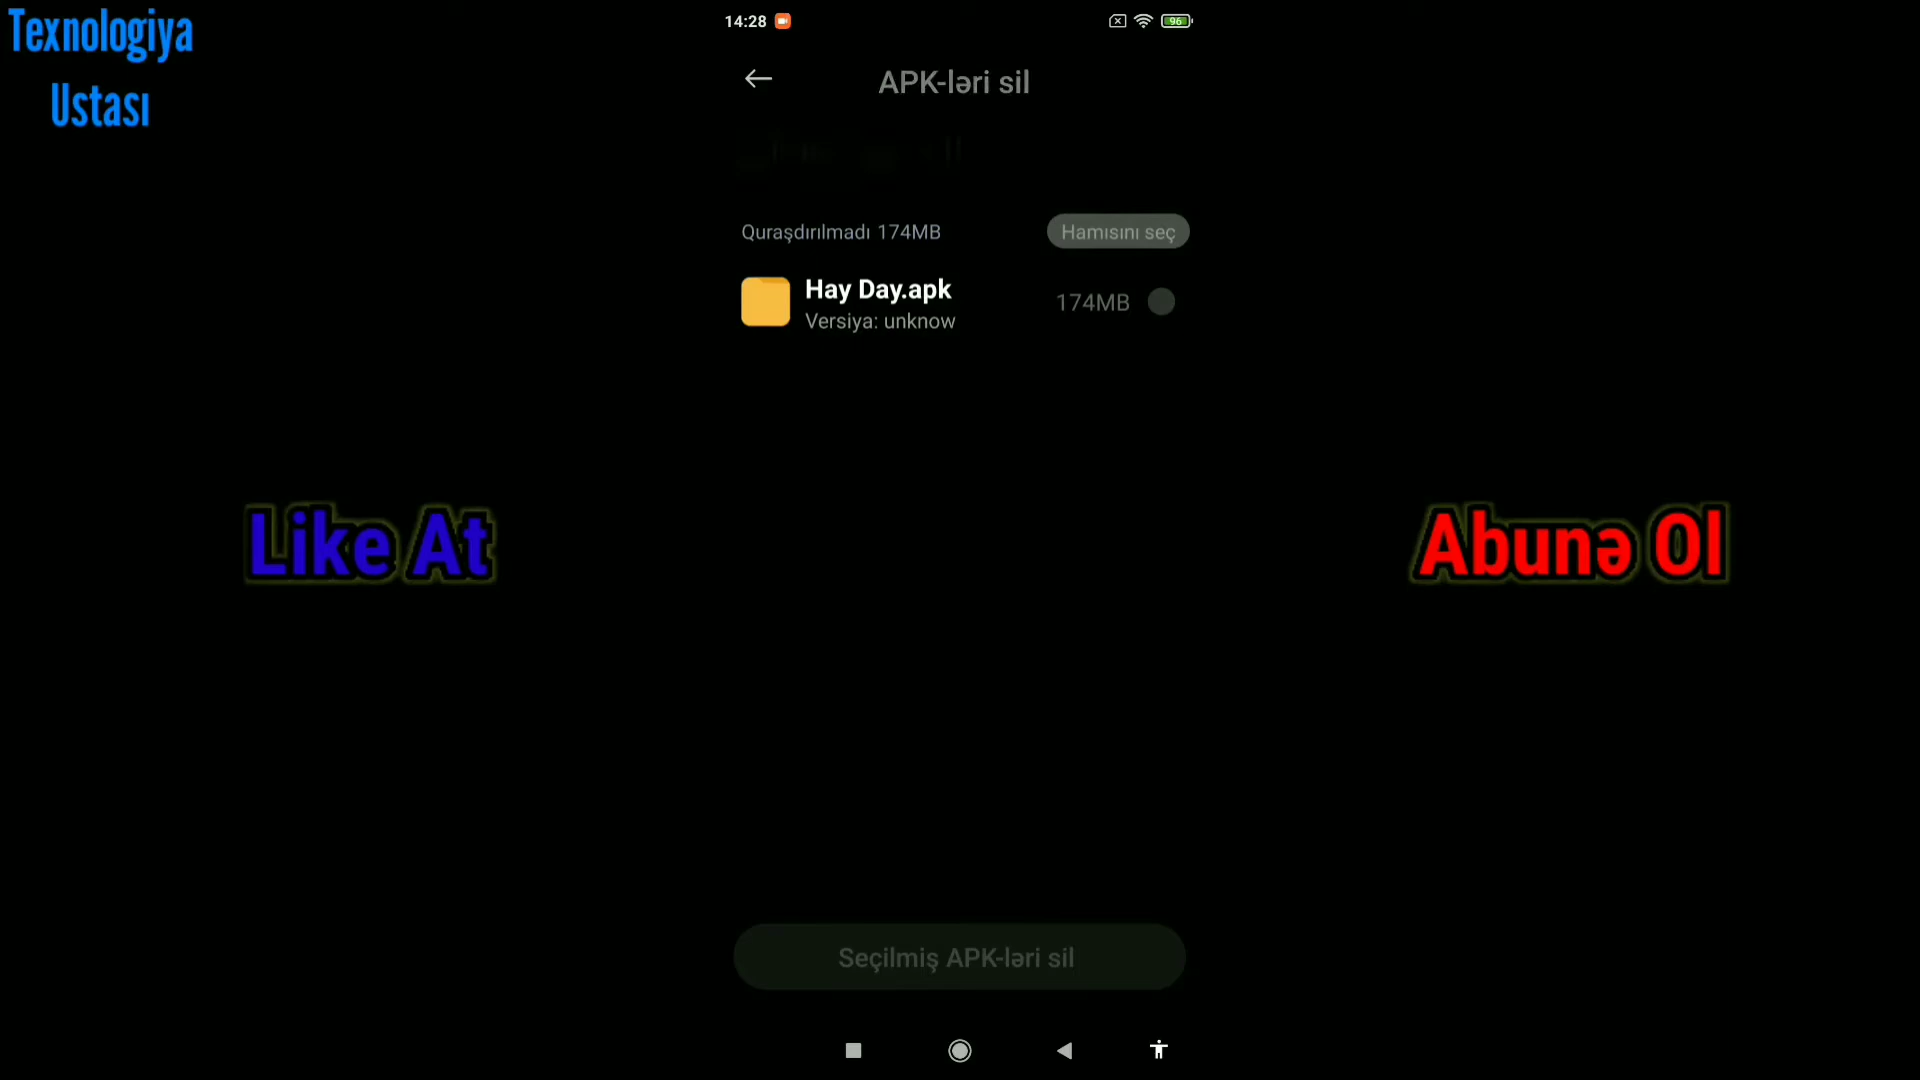 Texnologiya
Ustası
14:28
96
APK-ləri sil
Quraşdırılmadı 174MB
Hamısını seç
Hay Day.apk
Versiya: unknow
174MB
Like At
Abunə Ol
Seçilmiş APK-ləri sil